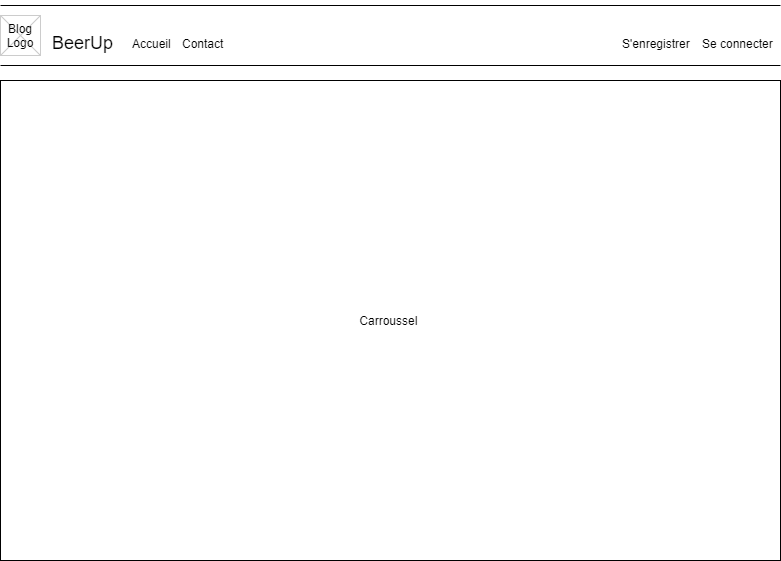 Blog
Logo
BeerUp Accueil Contact S'enregistrer Se connecter
Carroussel